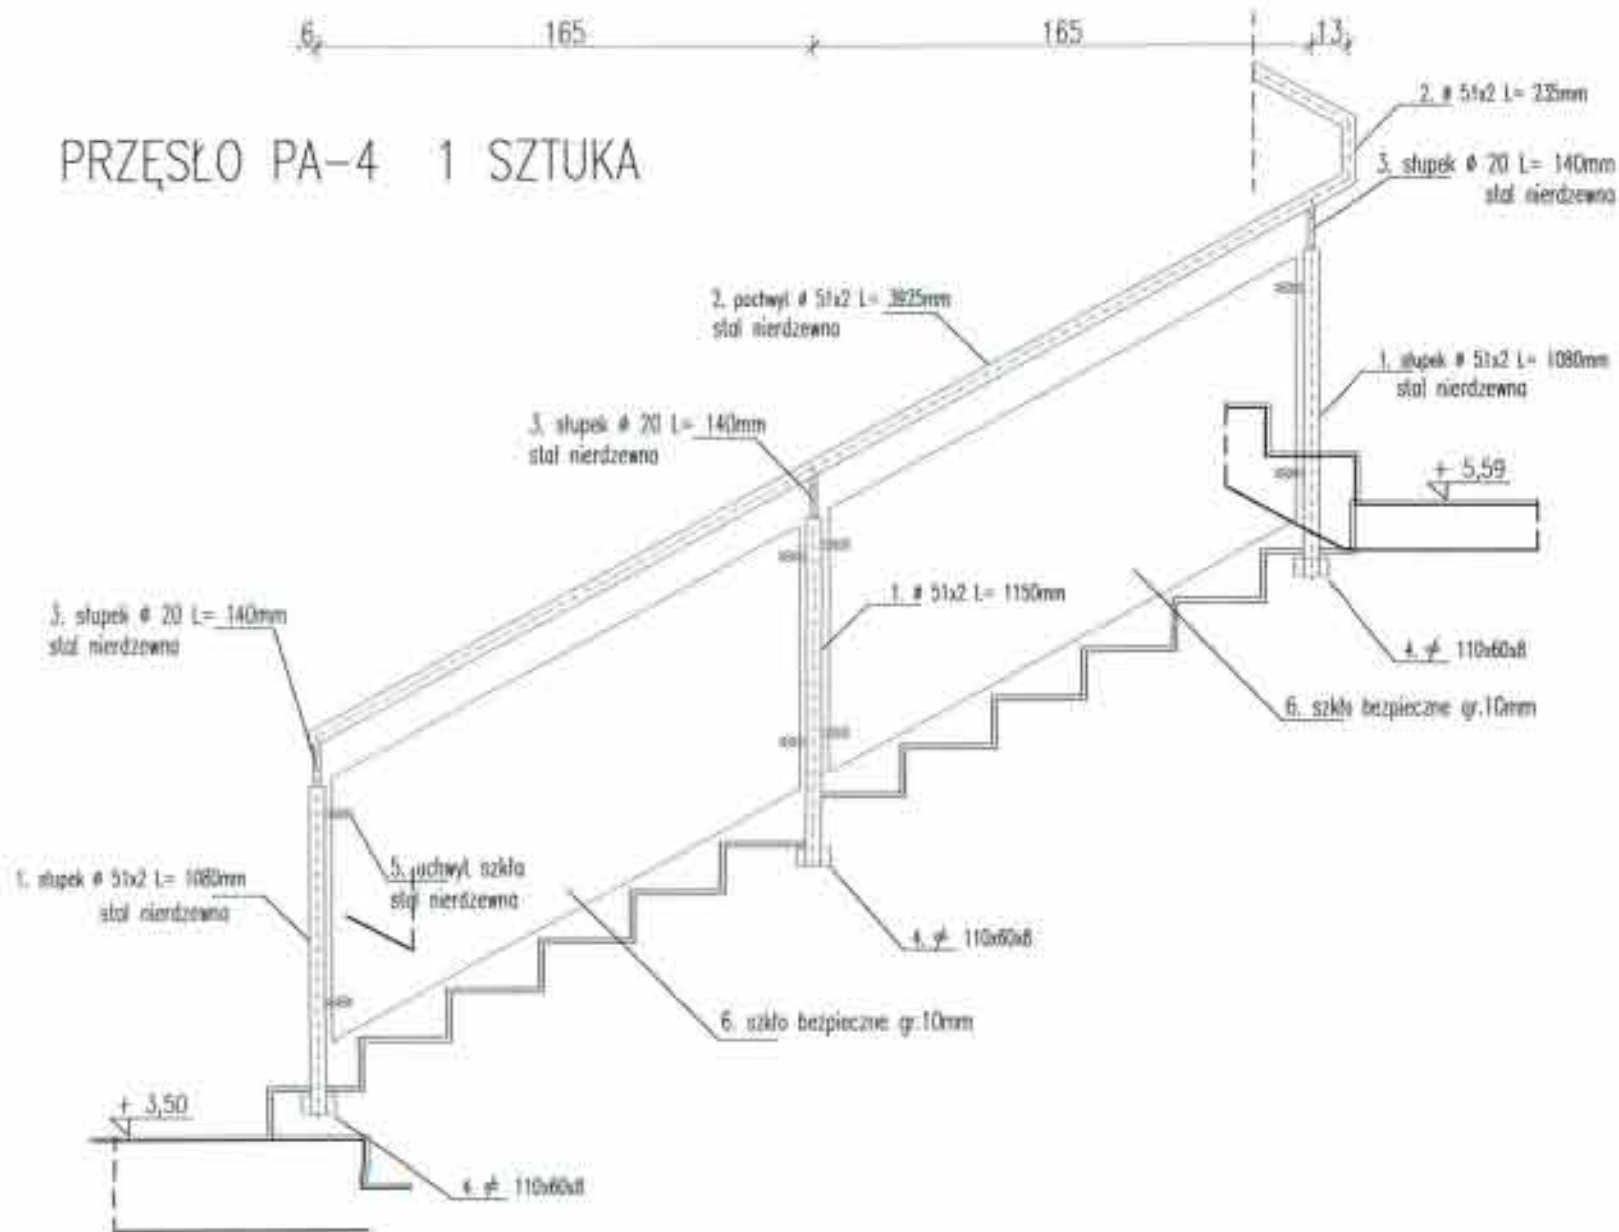 6 165 165 13
PRZĘSŁO PA-4 1 SZTUKA
2. ø 51x2 L= 235mm
3. słupek ø 20 L= 140mm
stal nierdzewna
2. pochwyt ø 51x2 L= 3925mm
stal nierdzewna
1. słupek ø 51x2 L= 1080mm
stal nierdzewna
3. słupek ø 20 L= 140mm
stal nierdzewna
+ 5,59
1. ø 51x2 L= 1150mm
3. słupek ø 20 L= 140mm
stal nierdzewna
4. 110x60x8
6. szkło bezpieczne gr.10mm
5. uchwyt szkła
stal nierdzewna
1. słupek ø 51x2 L= 1080mm
stal nierdzewna
4. 110x60x8
6. szkło bezpieczne gr.10mm
+ 3,50
4. 110x60x8